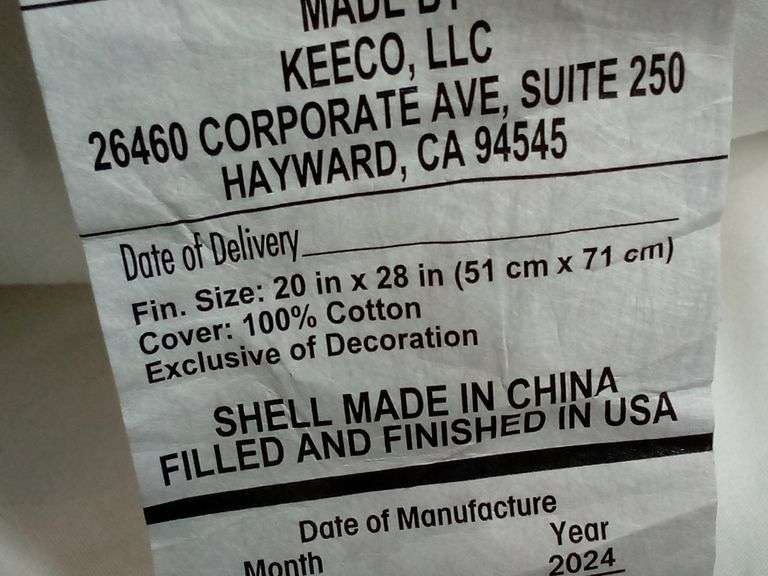 MADE BY
KEECO, LLC
26460 CORPORATE AVE, SUITE 250
HAYWARD, CA 94545
Date of Delivery
Fin. Size: 20 in x 28 in (51 cm x 71 cm)
Cover: 100% Cotton
Exclusive of Decoration
SHELL MADE IN CHINA
FILLED AND FINISHED IN USA
Date of Manufacture
Month Year
2024